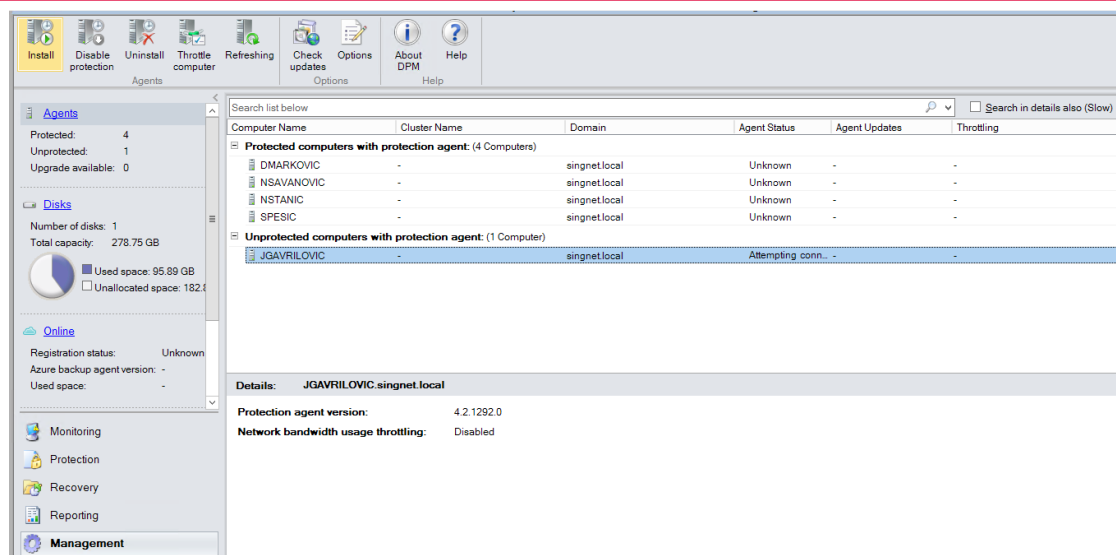 Install Disable protection Uninstall Throttle computer Refreshing Check updates Options About DPM Help
Agents Options Help
Agents
Protected: 4
Unprotected: 1
Upgrade available: 0
Disks
Number of disks: 1
Total capacity: 278.75 GB
Used space: 95.89 GB
Unallocated space: 182.8
Online
Registration status: Unknown
Azure backup agent version: -
Used space: -
Monitoring
Protection
Recovery
Reporting
Management
Search list below
Search in details also (Slow)
Computer Name Cluster Name Domain Agent Status Agent Updates Throttling
Protected computers with protection agent: (4 Computers)
DMARKOVIC - singnet.local Unknown - -
NSAVANOVIC - singnet.local Unknown - -
NSTANIC - singnet.local Unknown - -
SPESIC - singnet.local Unknown - -
Unprotected computers with protection agent: (1 Computer)
JGAVRILOVIC - singnet.local Attempting conn... - -
Details: JGAVRILOVIC.singnet.local
Protection agent version: 4.2.1292.0
Network bandwidth usage throttling: Disabled